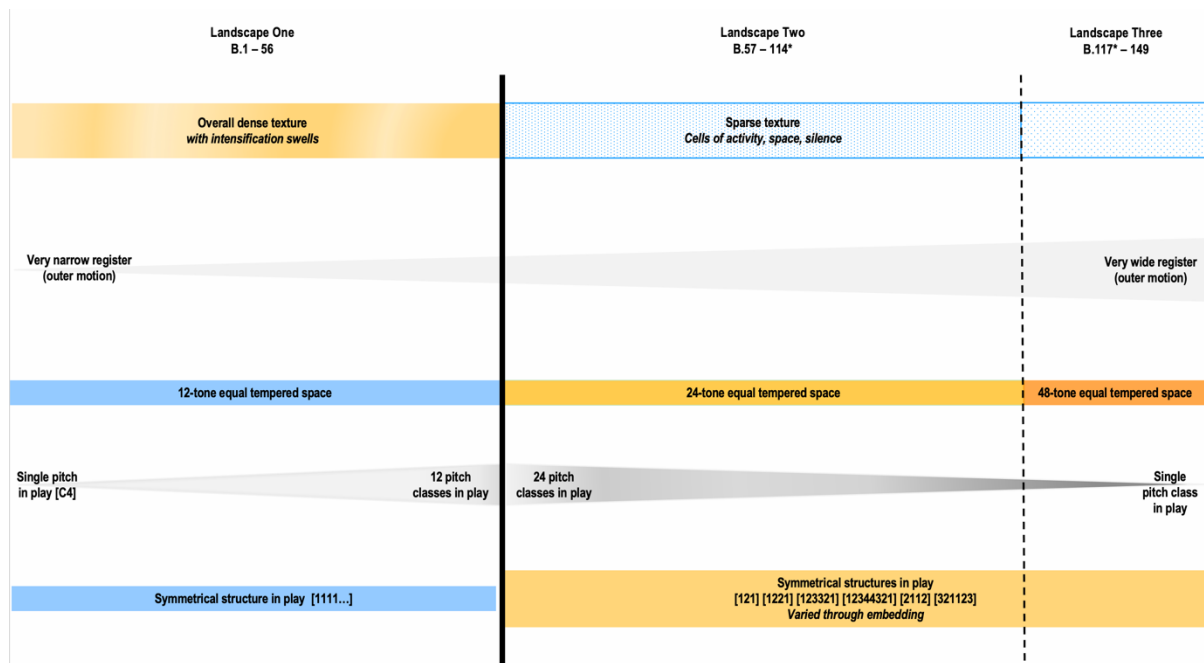 Landscape One
B.1 – 56
Landscape Two
B.57 – 114*
Landscape Three
B.117* – 149
Overall dense texture
with intensification swells
Sparse texture
Cells of activity, space, silence
Very narrow register
(outer motion)
Very wide register
(outer motion)
12-tone equal tempered space
24-tone equal tempered space
48-tone equal tempered space
Single pitch
in play [C4]
12 pitch
classes in play
24 pitch
classes in play
Single
pitch class
in play
Symmetrical structure in play [1111...]
Symmetrical structures in play
[121] [1221] [123321] [12344321] [2112] [321123]
Varied through embedding